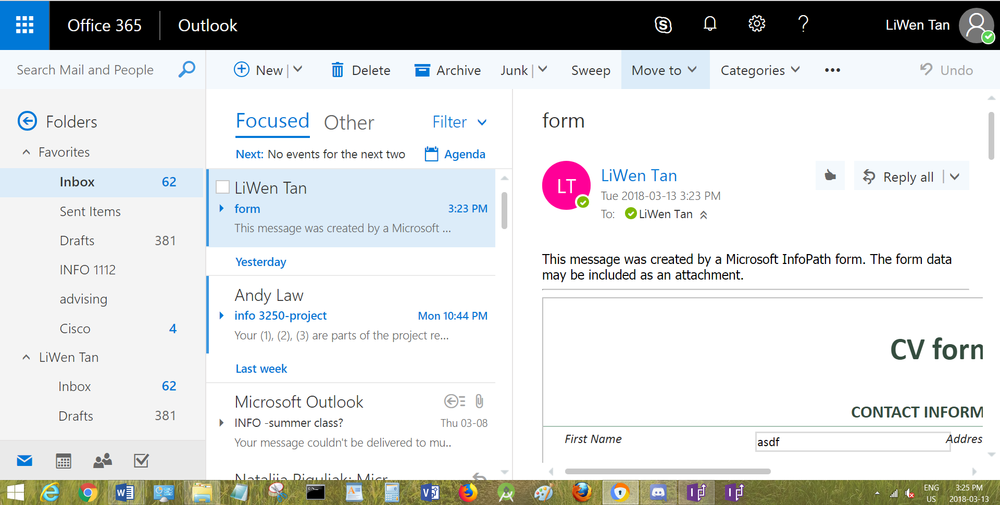 Office 365 | Outlook
LiWen Tan
Search Mail and People
New
Delete
Archive
Junk
Sweep
Move to
Categories
Undo
Folders
Favorites
Inbox 62
Sent Items
Drafts 381
INFO 1112
advising
Cisco 4
LiWen Tan
Inbox 62
Drafts 381
Focused Other Filter
Next: No events for the next two Agenda
LiWen Tan
form 3:23 PM
This message was created by a Microsoft ...
Yesterday
Andy Law
info 3250-project Mon 10:44 PM
Your (1), (2), (3) are parts of the project re...
Last week
Microsoft Outlook
INFO -summer class? Thu 03-08
Your message couldn't be delivered to mu..
form
LT
LiWen Tan
Tue 2018-03-13 3:23 PM
To: LiWen Tan
Reply all
This message was created by a Microsoft InfoPath form. The form data
may be included as an attachment.
CV form
CONTACT INFORM
First Name asdf Addres
ENG
US
3:25 PM
2018-03-13